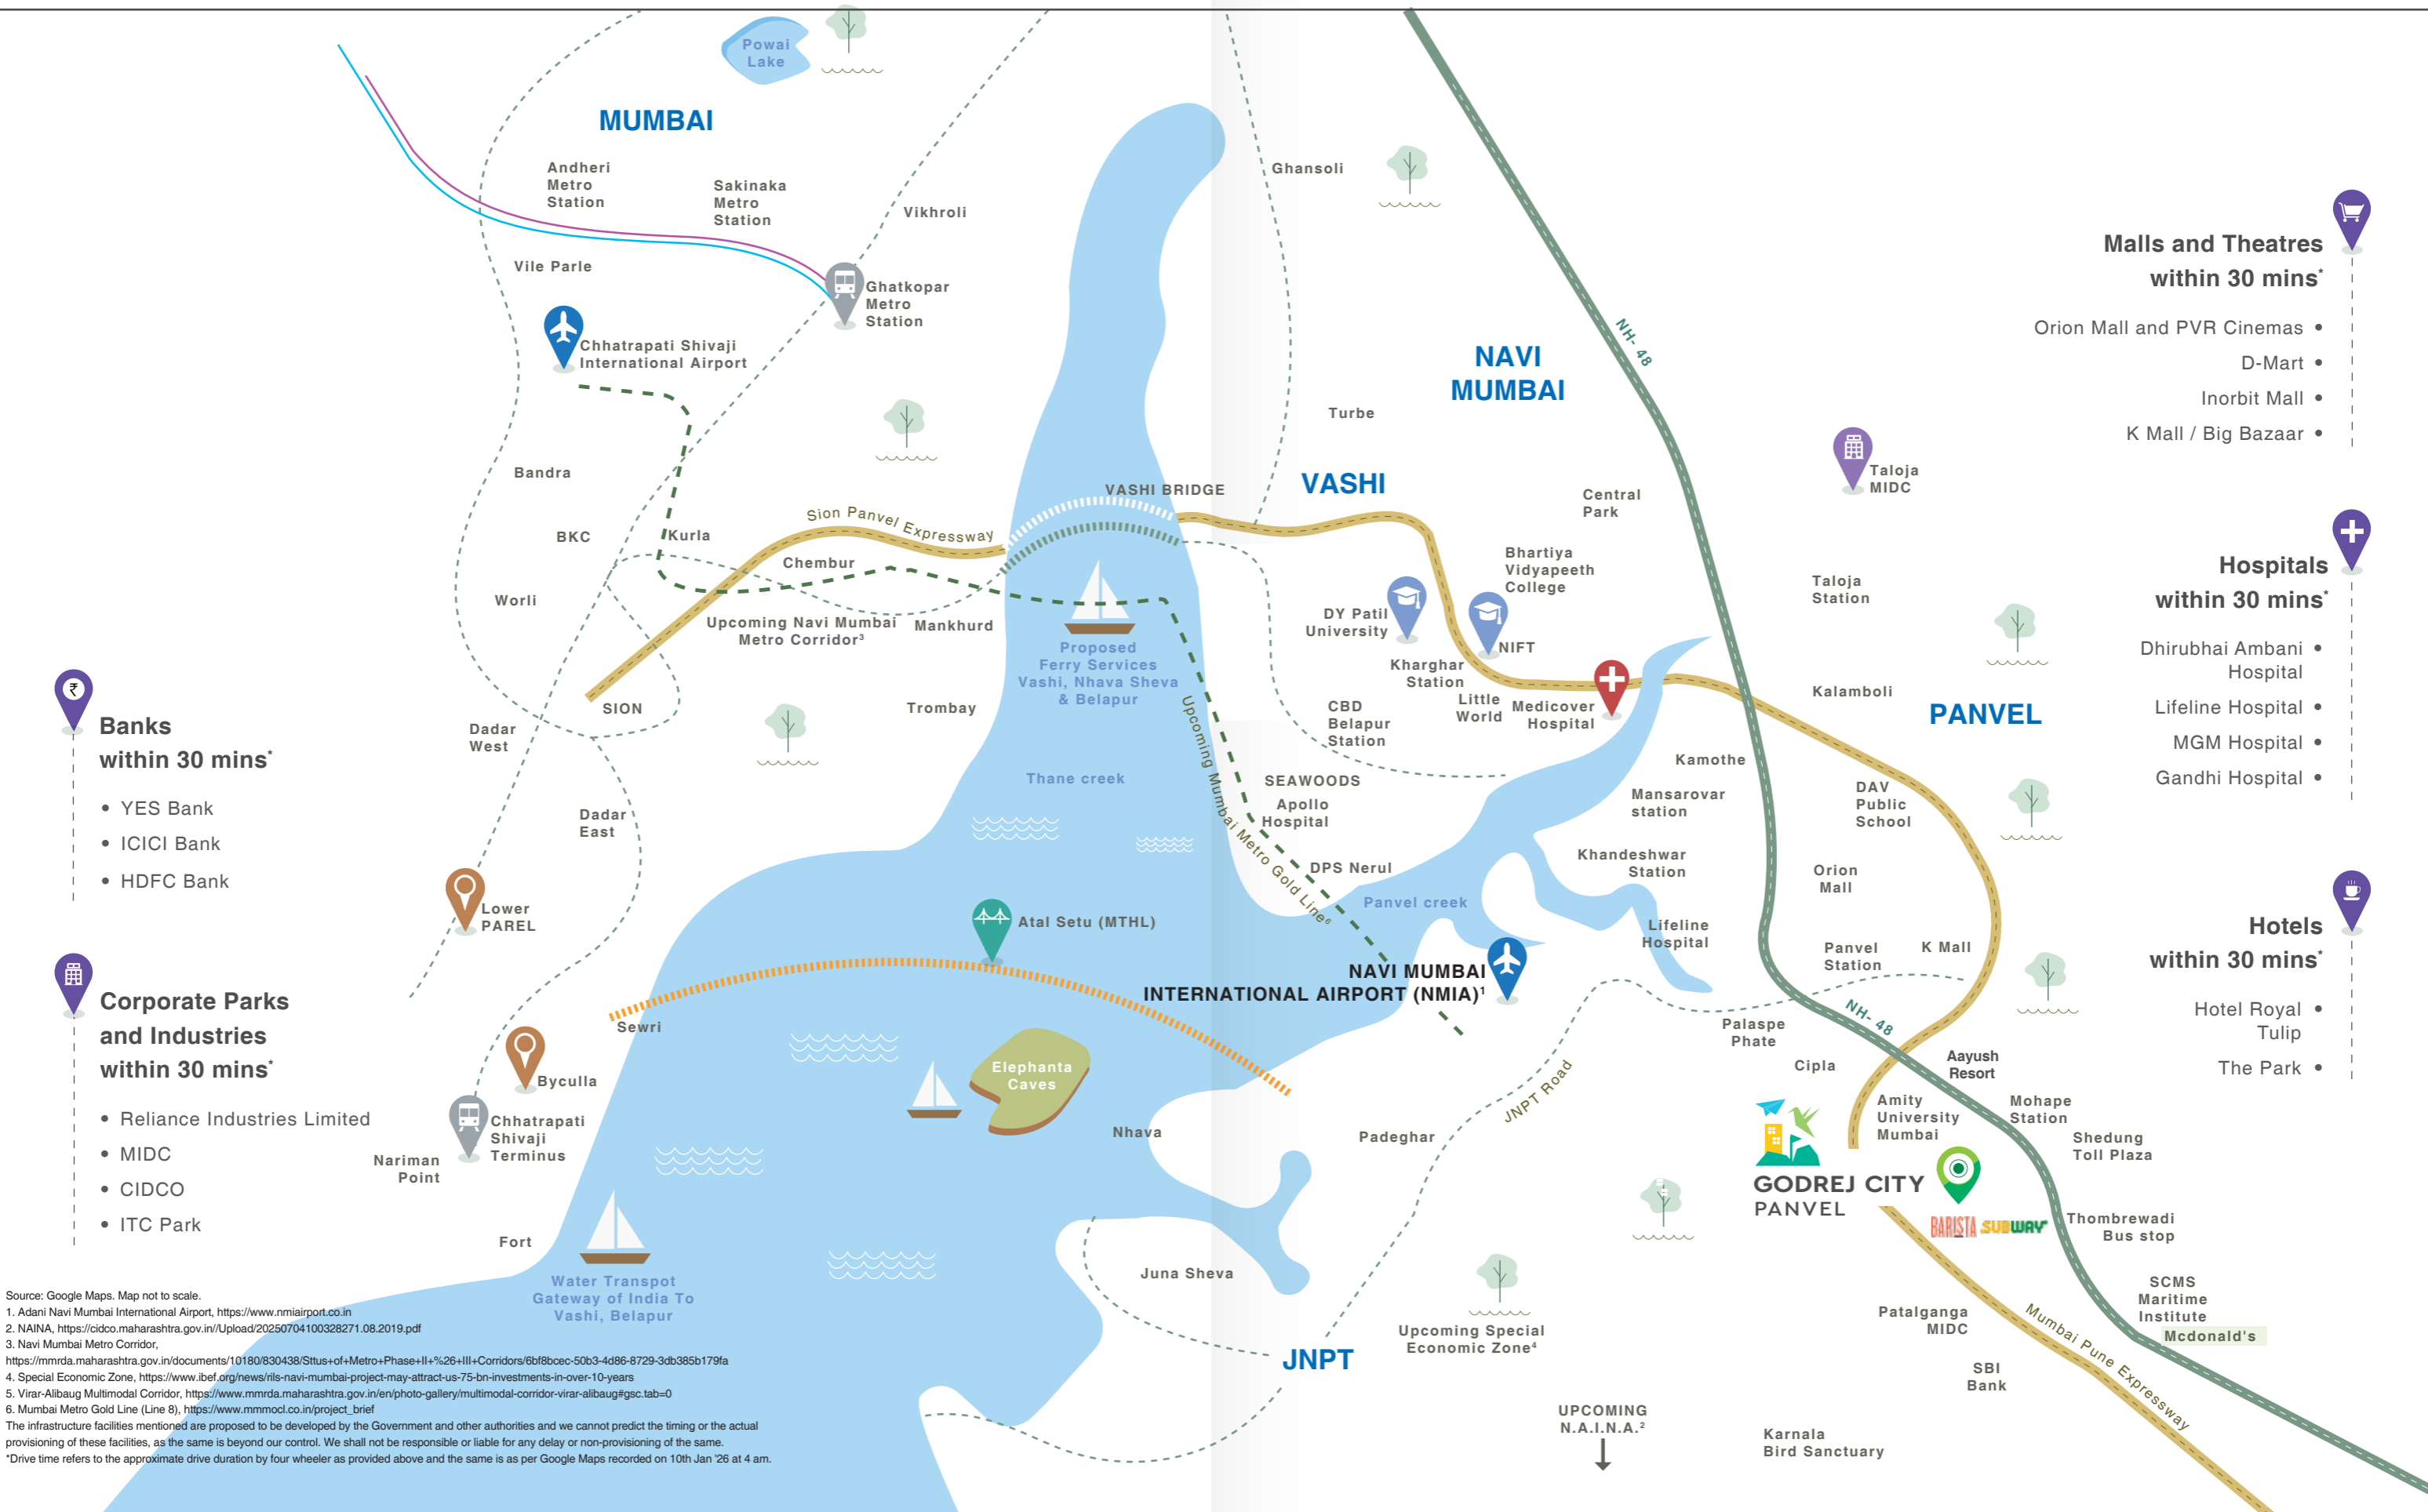 Powai
Lake
MUMBAI
Andheri
Metro
Station
Sakinaka
Metro
Station
Vikhroli
Ghansoli
Vile Parle
Ghatkopar
Metro
Station
Chhatrapati Shivaji
International Airport
NH- 48
NAVI
MUMBAI
Turbe
Bandra
VASHI BRIDGE
VASHI
Central
Park
Taloja
MIDC
BKC
Kurla
Sion Panvel Expressway
Chembur
Bhartiya
Vidyapeeth
College
Taloja
Station
Worli
Upcoming Navi Mumbai
Metro Corridor³
Mankhurd
DY Patil
University
NIFT
Proposed
Ferry Services
Vashi, Nhava Sheva
& Belapur
Kharghar
Station
Little
World
Medicover
Hospital
Kalamboli
PANVEL
SION
Trombay
Upcoming Mumbai Metro Gold Line⁶
CBD
Belapur
Station
Dadar
West
Kamothe
Thane creek
SEAWOODS
Apollo
Hospital
Mansarovar
station
DAV
Public
School
Dadar
East
DPS Nerul
Khandeshwar
Station
Orion
Mall
Lower
PAREL
Atal Setu (MTHL)
Panvel creek
Lifeline
Hospital
Panvel
Station
K Mall
NAVI MUMBAI
INTERNATIONAL AIRPORT (NMIA)¹
Sewri
NH- 48
Palaspe
Phate
Cipla
Aayush
Resort
Elephanta
Caves
Byculla
JNPT Road
Chhatrapati
Shivaji
Terminus
Nariman
Point
Nhava
Padeghar
Amity
University
Mumbai
Mohape
Station
Shedung
Toll Plaza
GODREJ CITY
PANVEL
BARISTA SUBWAY
Thombrewadi
Bus stop
Fort
Juna Sheva
Water Transpot
Gateway of India To
Vashi, Belapur
SCMS
Maritime
Institute
Mcdonald's
Patalganga
MIDC
Mumbai Pune Expressway
Upcoming Special
Economic Zone⁴
JNPT
SBI
Bank
UPCOMING
N.A.I.N.A.²
Karnala
Bird Sanctuary
₹
Banks
within 30 mins*
• YES Bank
• ICICI Bank
• HDFC Bank
Corporate Parks
and Industries
within 30 mins*
• Reliance Industries Limited
• MIDC
• CIDCO
• ITC Park
Malls and Theatres
within 30 mins*
Orion Mall and PVR Cinemas •
D-Mart •
Inorbit Mall •
K Mall / Big Bazaar •
Hospitals
within 30 mins*
Dhirubhai Ambani •
Hospital
Lifeline Hospital •
MGM Hospital •
Gandhi Hospital •
Hotels
within 30 mins*
Hotel Royal •
Tulip
The Park •
Source: Google Maps. Map not to scale.
1. Adani Navi Mumbai International Airport, https://www.nmiairport.co.in
2. NAINA, https://cidco.maharashtra.gov.in//Upload/20250704100328271.08.2019.pdf
3. Navi Mumbai Metro Corridor,
https://mmrda.maharashtra.gov.in/documents/10180/830438/Sttus+of+Metro+Phase+II+%26+III+Corridors/6bf8bcec-50b3-4d86-8729-3db385b179fa
4. Special Economic Zone, https://www.ibef.org/news/rils-navi-mumbai-project-may-attract-us-75-bn-investments-in-over-10-years
5. Virar-Alibaug Multimodal Corridor, https://www.mmrda.maharashtra.gov.in/en/photo-gallery/multimodal-corridor-virar-alibaug#gsc.tab=0
6. Mumbai Metro Gold Line (Line 8), https://www.mmmocl.co.in/project_brief
The infrastructure facilities mentioned are proposed to be developed by the Government and other authorities and we cannot predict the timing or the actual
provisioning of these facilities, as the same is beyond our control. We shall not be responsible or liable for any delay or non-provisioning of the same.
*Drive time refers to the approximate drive duration by four wheeler as provided above and the same is as per Google Maps recorded on 10th Jan '26 at 4 am.